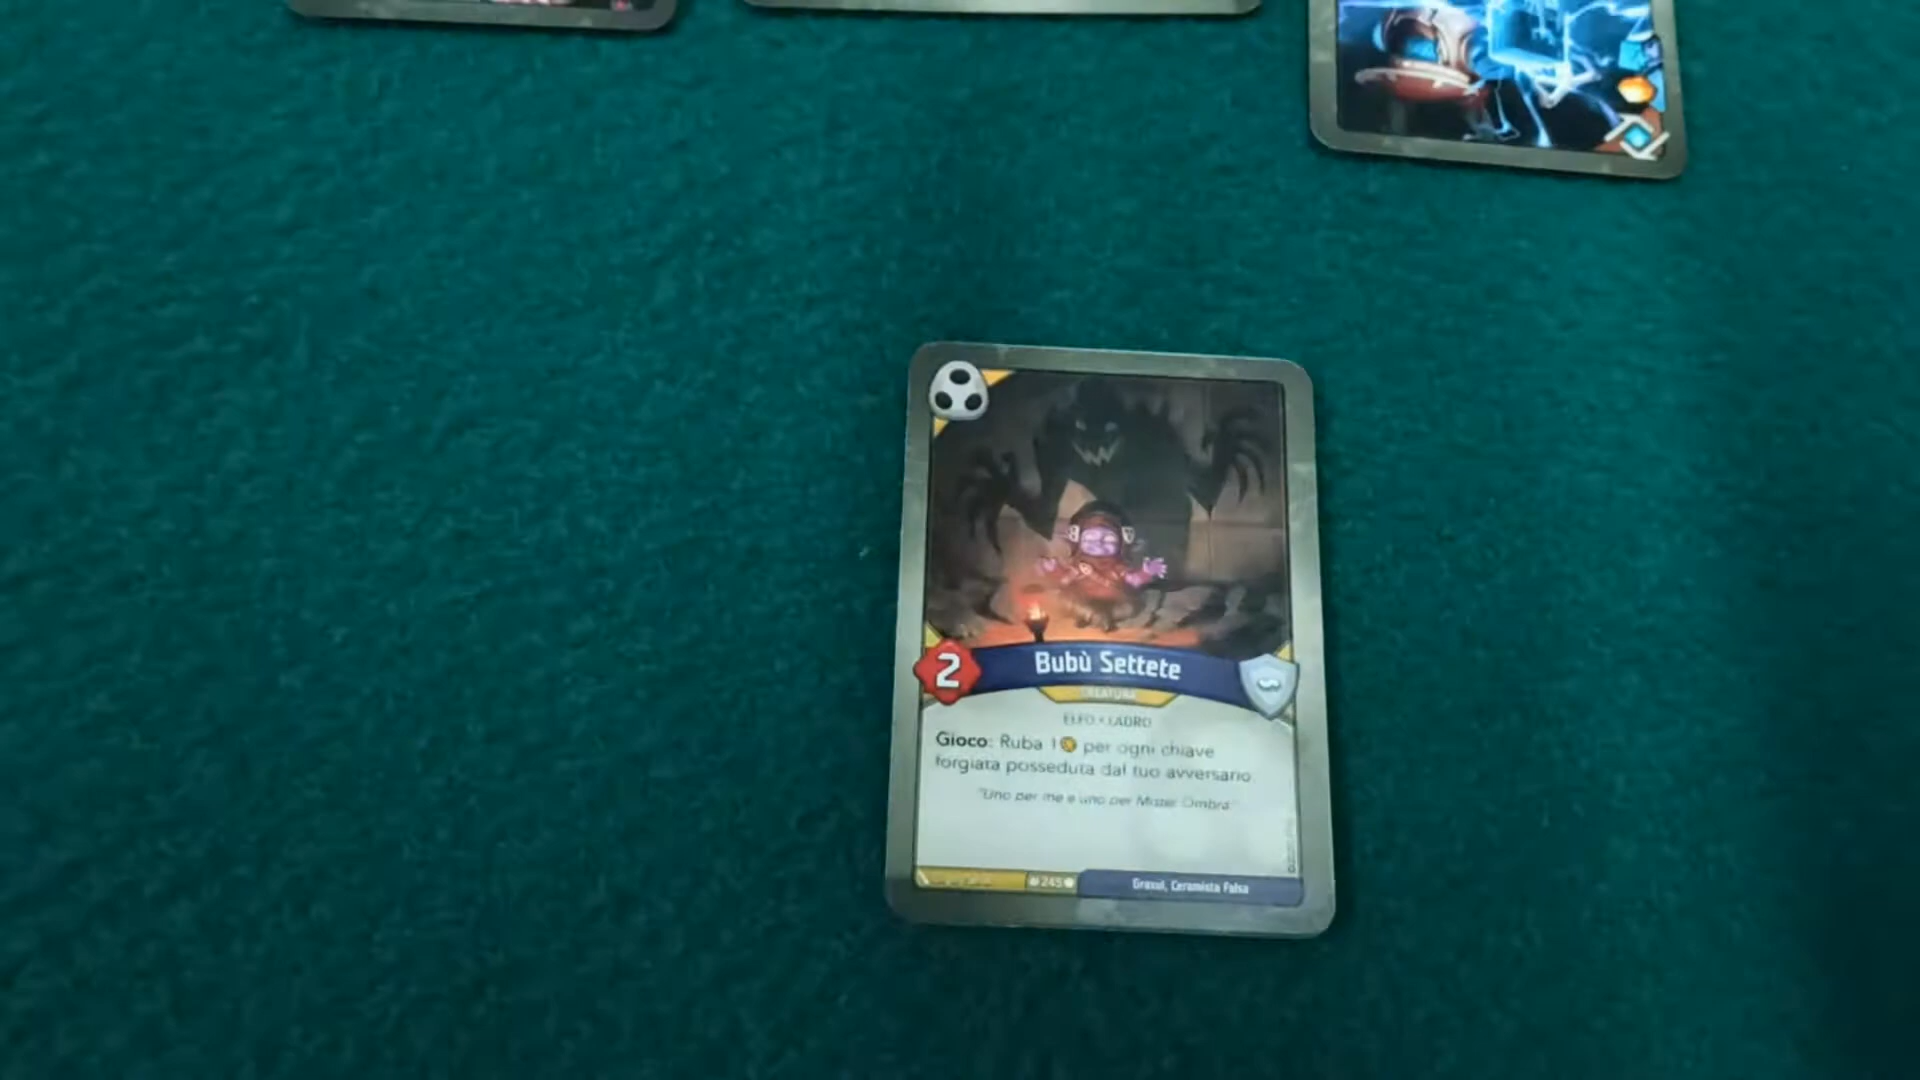 Bubù Settete
2
CREATURA
ELFO • LADRO
Gioco: Ruba 1 per ogni chiave
forgiata posseduta dal tuo avversario.
"Uno per me e uno per Mister Ombra."
245
Ceramista Falsa